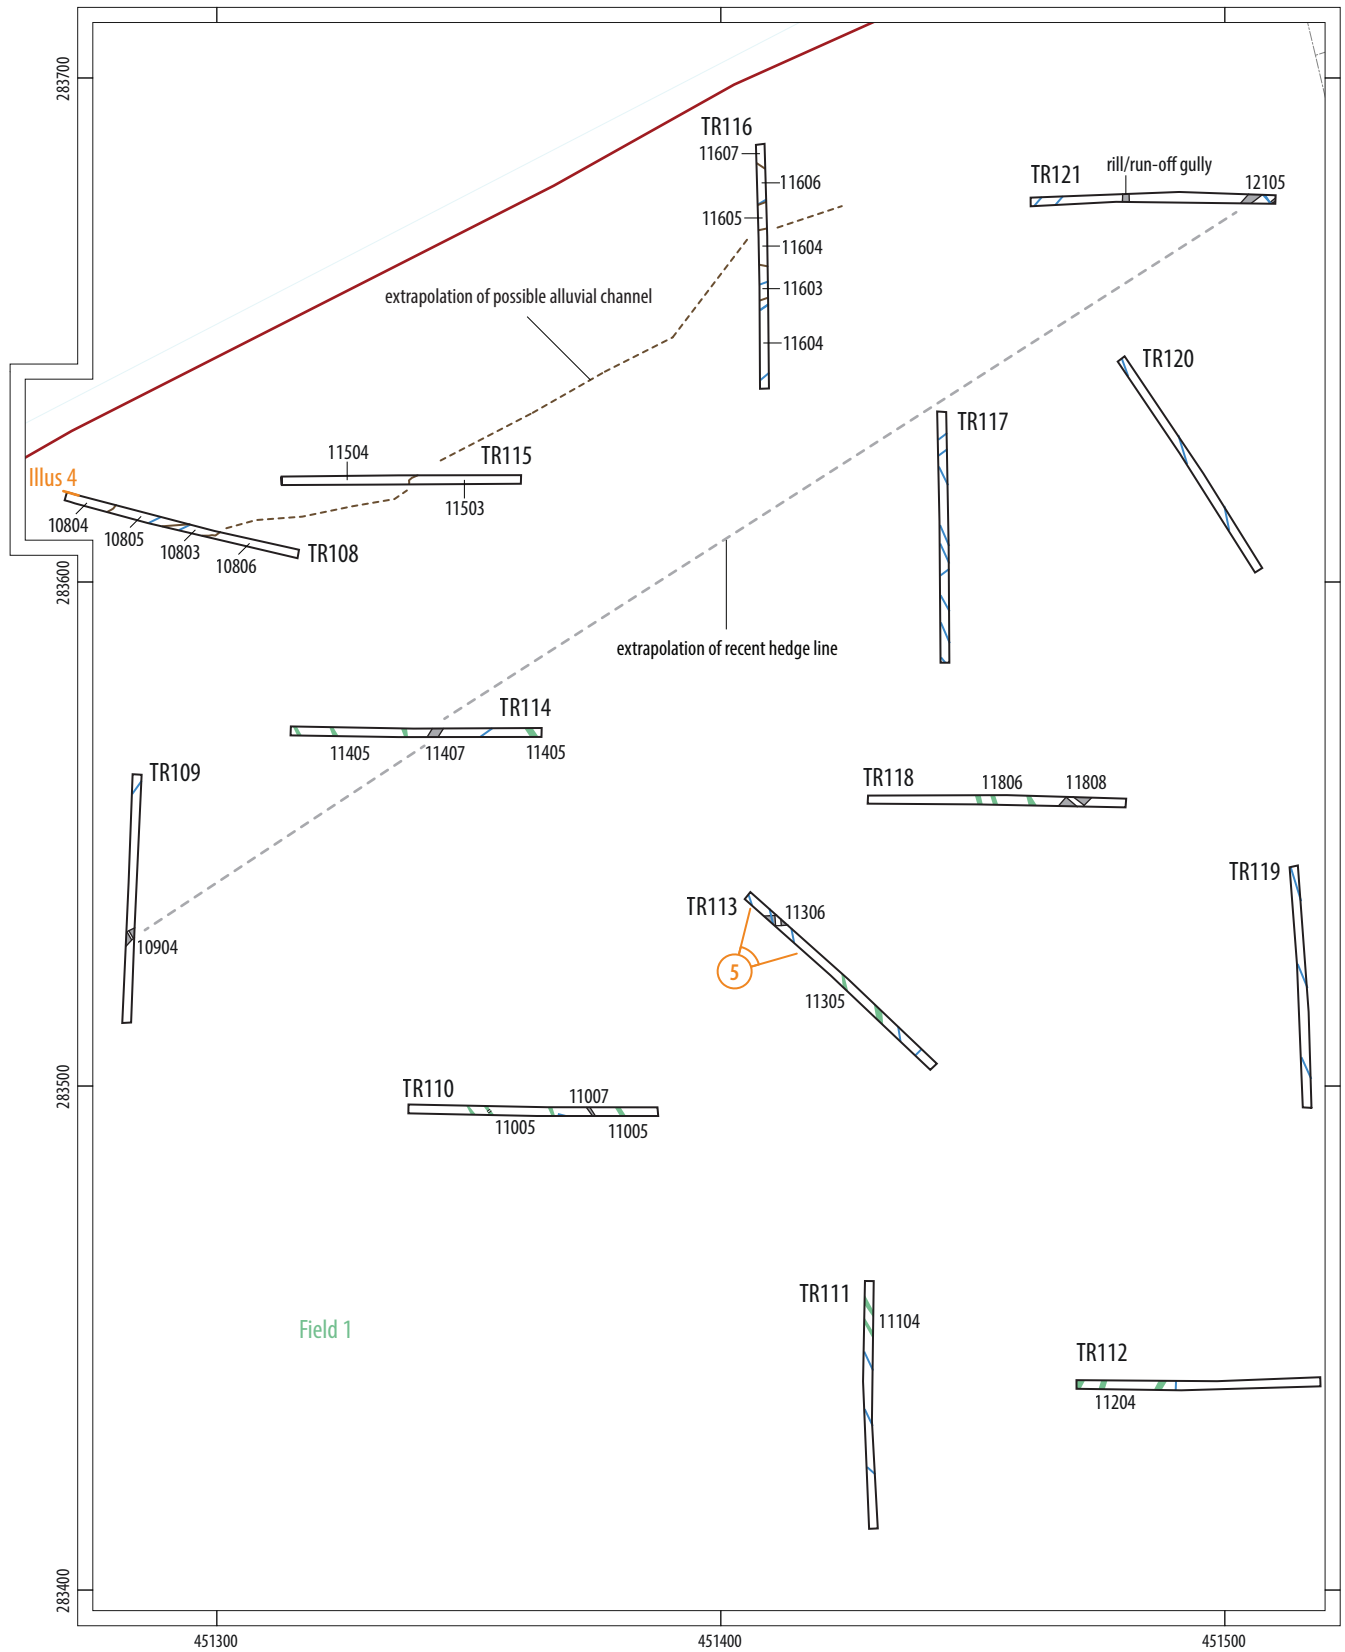 283700
TR116
11607
11606
11605
11604
11603
11604
TR121
rill/run-off gully
12105
extrapolation of possible alluvial channel
TR120
TR117
11504
TR115
11503
Illus 4
10804
10805
10803
10806
TR108
283600
extrapolation of recent hedge line
TR114
11405
11407
11405
TR109
10904
TR118
11806
11808
TR119
TR113
11306
5
11305
283500
TR110
11007
11005
11005
TR111
11104
Field 1
TR112
11204
283400
451300
451400
451500